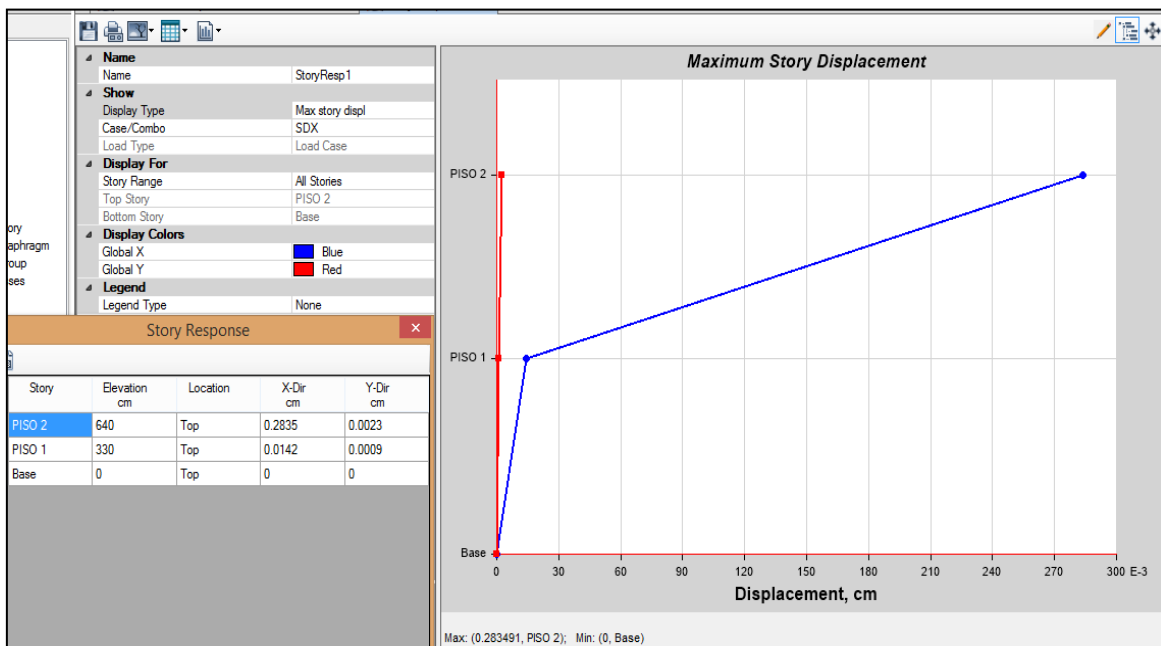 Name
Name StoryResp1
Show
Display Type Max story displ
Case/Combo SDX
Load Type Load Case
Display For
Story Range All Stories
Top Story PISO 2
Bottom Story Base
Display Colors
Global X Blue
Global Y Red
Legend
Legend Type None
ory
aphragm
roup
ses
Story Response
Story Elevation Location X-Dir Y-Dir
cm cm cm
PISO 2 640 Top 0.2835 0.0023
PISO 1 330 Top 0.0142 0.0009
Base 0 Top 0 0
Maximum Story Displacement
PISO 2
PISO 1
Base
0 30 60 90 120 150 180 210 240 270 300 E-3
Displacement, cm
Max: (0.283491, PISO 2); Min: (0, Base)